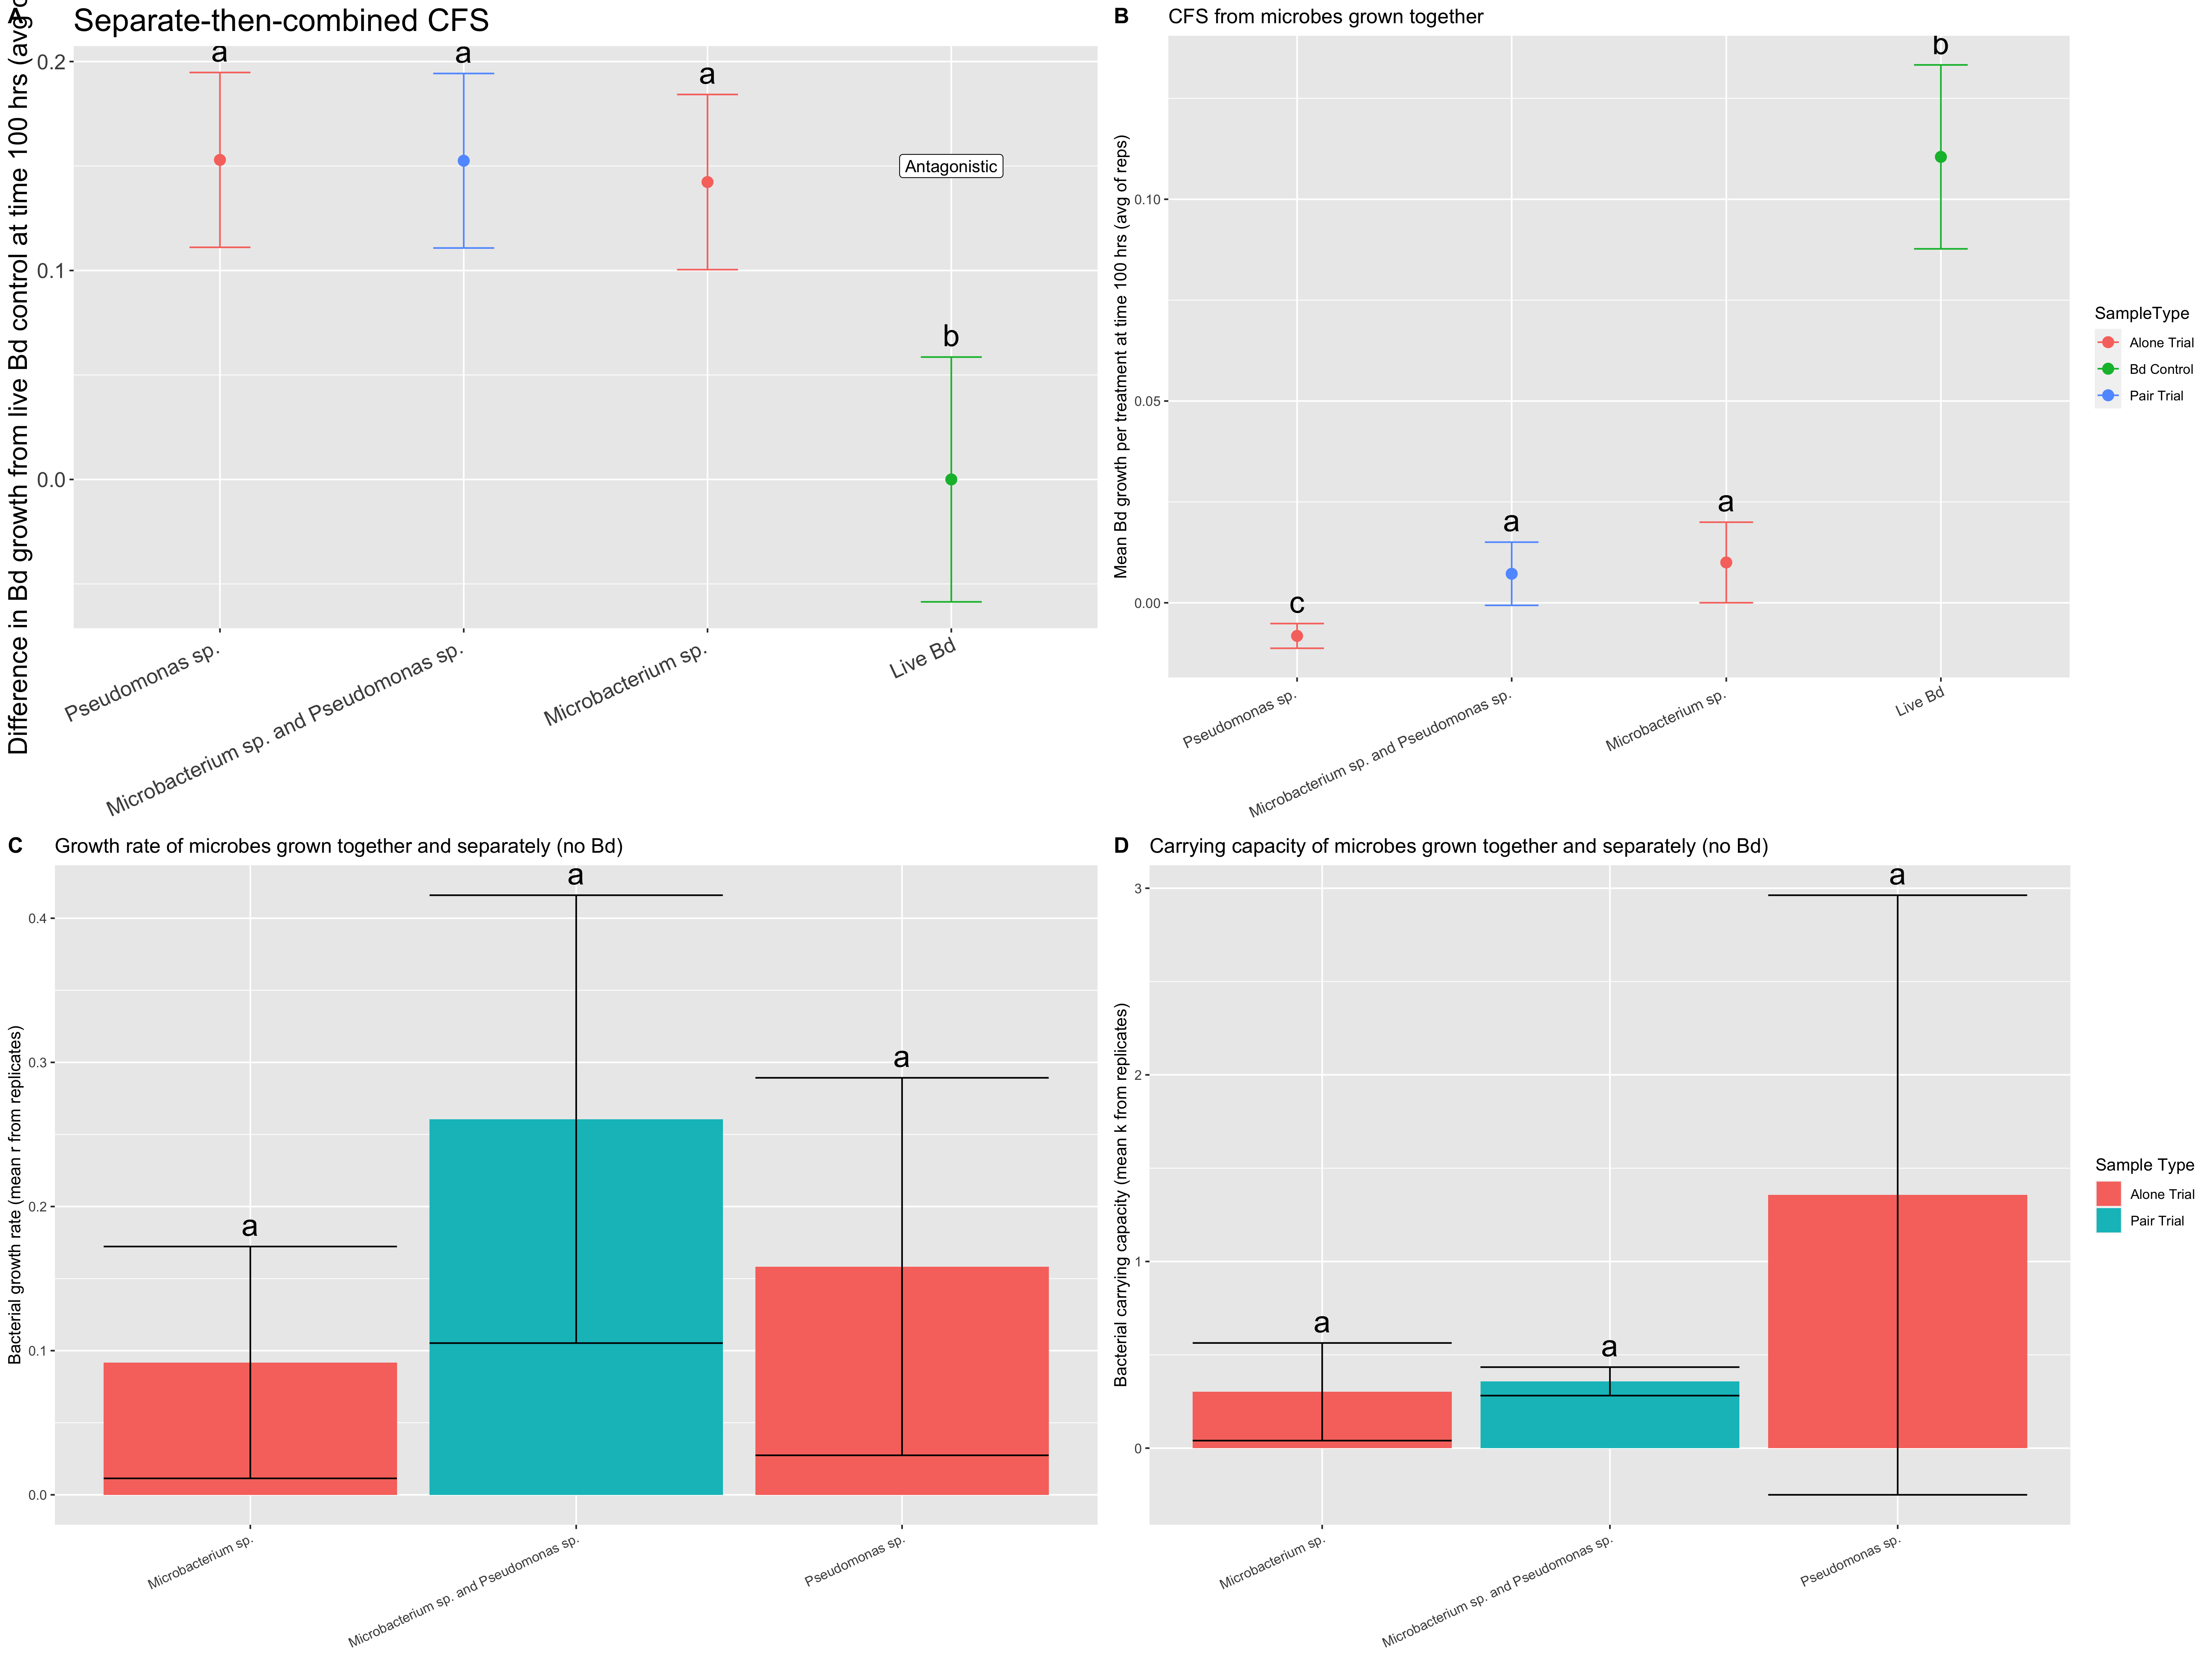 A
Separate-then-combined CFS
Difference in Bd growth from live Bd control at time 100 hrs (avg
0.2
0.1
0.0
a
a
a
b
Antagonistic
Pseudomonas sp.
Microbacterium sp. and Pseudomonas sp.
Microbacterium sp.
Live Bd
B
CFS from microbes grown together
Mean Bd growth per treatment at time 100 hrs (avg of reps)
0.10
0.05
0.00
c
a
a
b
Pseudomonas sp.
Microbacterium sp. and Pseudomonas sp.
Microbacterium sp.
Live Bd
SampleType
Alone Trial
Bd Control
Pair Trial
C
Growth rate of microbes grown together and separately (no Bd)
Bacterial growth rate (mean r from replicates)
0.4
0.3
0.2
0.1
0.0
a
a
a
Microbacterium sp.
Microbacterium sp. and Pseudomonas sp.
Pseudomonas sp.
D
Carrying capacity of microbes grown together and separately (no Bd)
Bacterial carrying capacity (mean k from replicates)
3
2
1
0
a
a
a
Microbacterium sp.
Microbacterium sp. and Pseudomonas sp.
Pseudomonas sp.
Sample Type
Alone Trial
Pair Trial